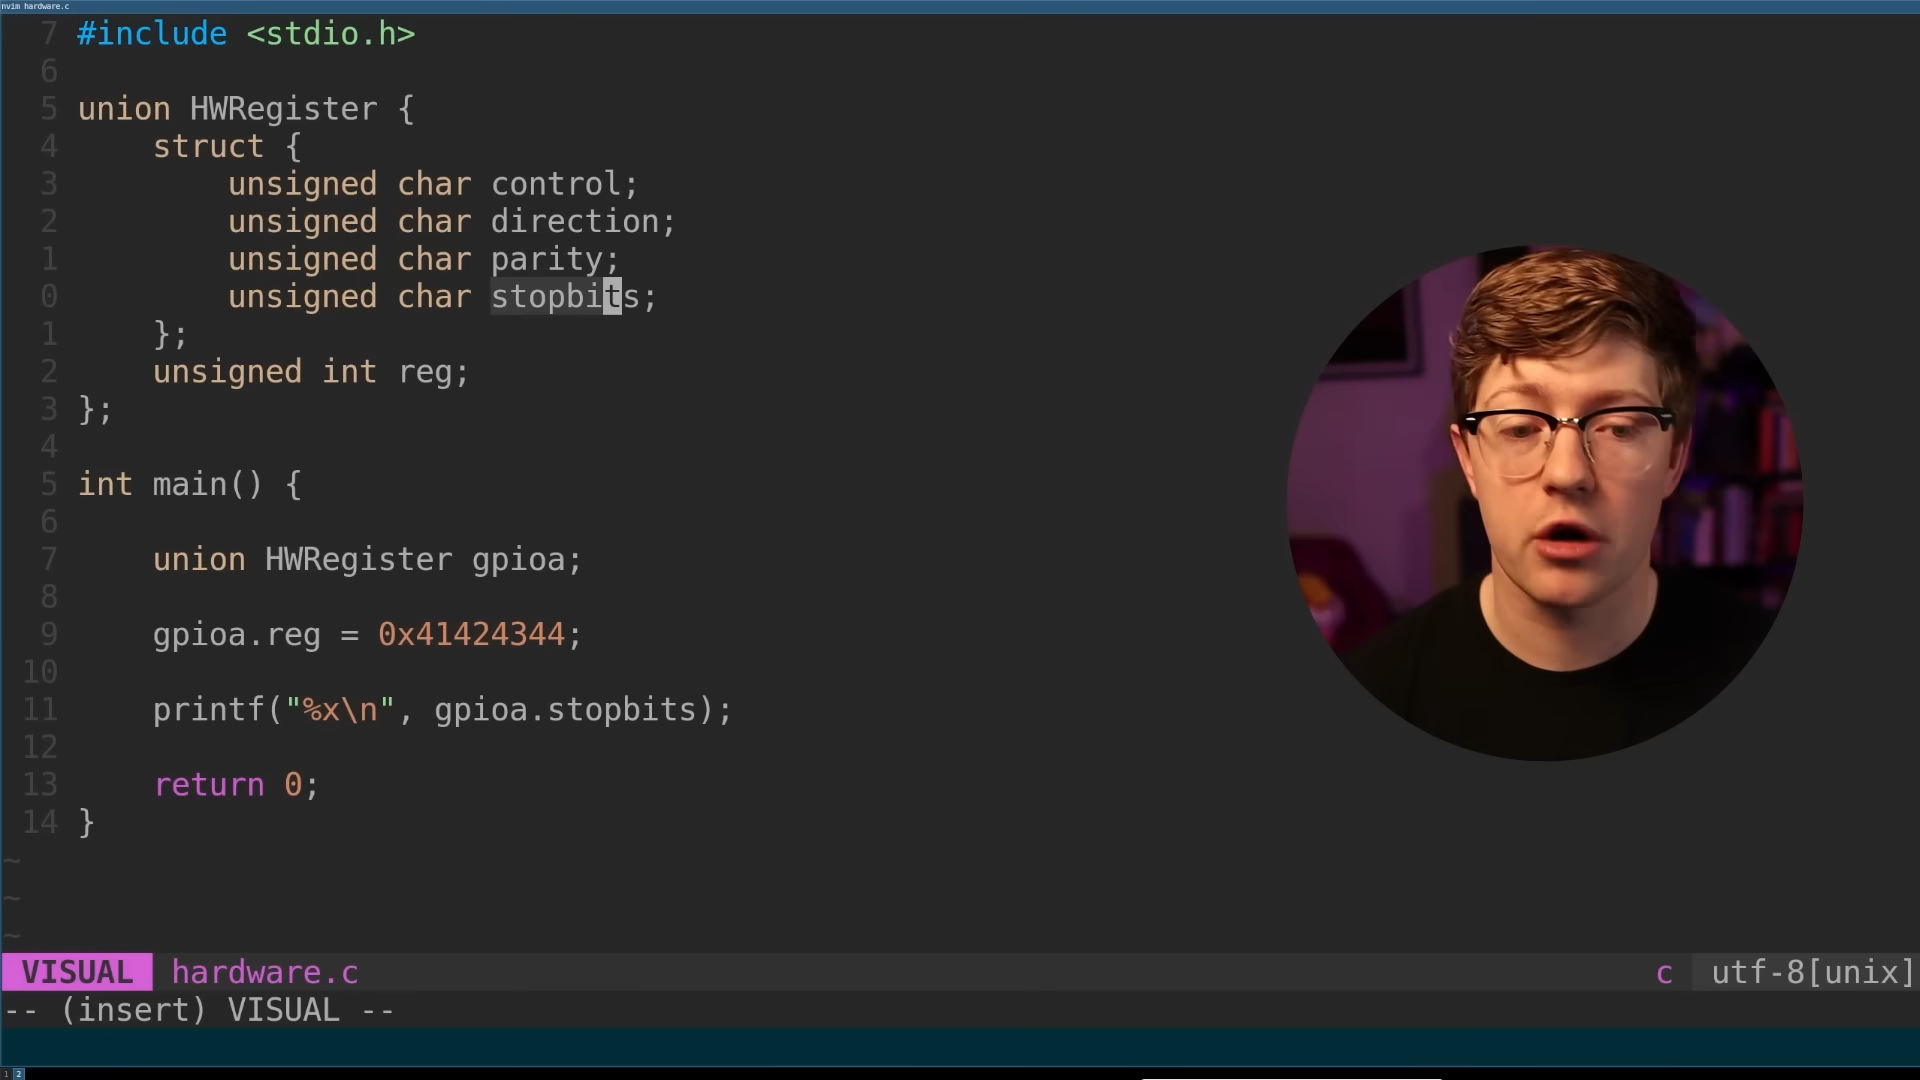 nvim hardware.c
7 #include <stdio.h>
6
5 union HWRegister {
4     struct {
3         unsigned char control;
2         unsigned char direction;
1         unsigned char parity;
0         unsigned char stopbits;
1     };
2     unsigned int reg;
3 };
4
5 int main() {
6
7     union HWRegister gpioa;
8
9     gpioa.reg = 0x41424344;
10
11     printf("%x\n", gpioa.stopbits);
12
13     return 0;
14 }
~
~
~
VISUAL hardware.c c utf-8[unix]
-- (insert) VISUAL --
1 2